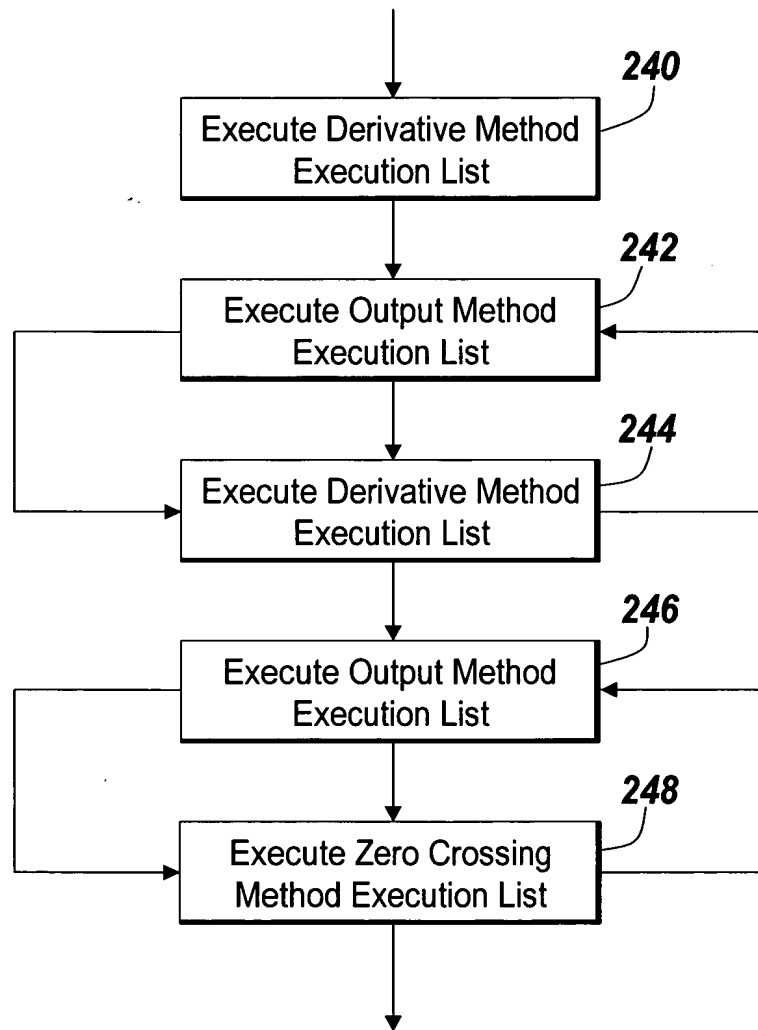 240
Execute Derivative Method
Execution List
242
Execute Output Method
Execution List
244
Execute Derivative Method
Execution List
246
Execute Output Method
Execution List
248
Execute Zero Crossing
Method Execution List